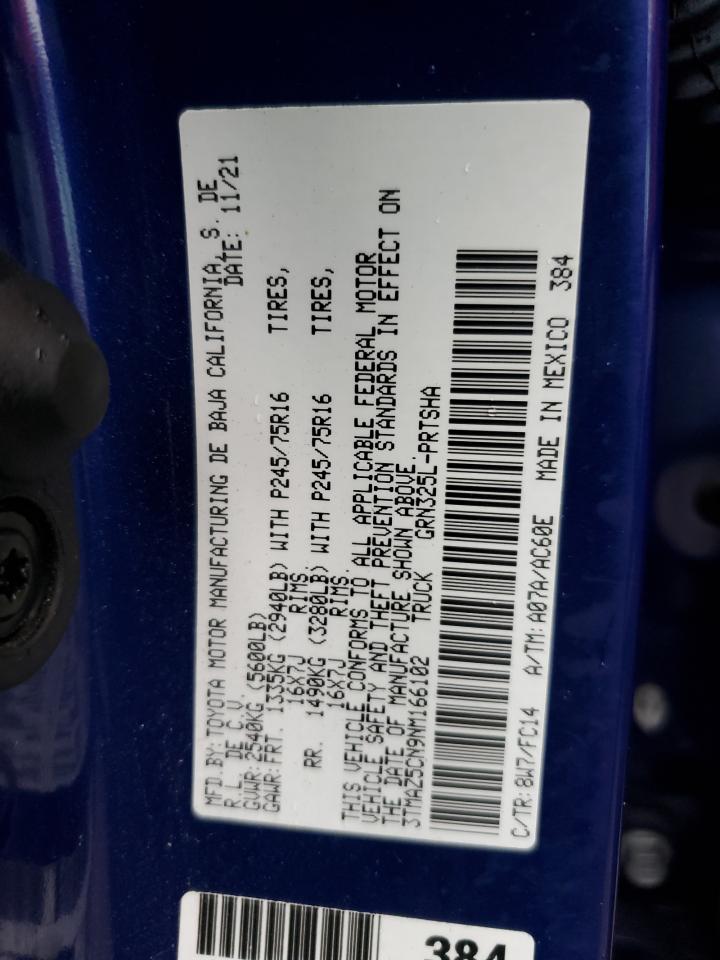 MFD.BY:TOYOTA MOTOR MANUFACTURING DE BAJA CALIFORNIA, S. DE
R.L. DE C.V. DATE: 11/21
GVWR:2540KG (5600LB)
GAWR:FRT. 1335KG (2940LB) WITH P245/75R16 TIRES,
16X7J RIMS.
RR. 1490KG (3280LB) WITH P245/75R16 TIRES,
16X7J RIMS.
THIS VEHICLE CONFORMS TO ALL APPLICABLE FEDERAL MOTOR
VEHICLE SAFETY AND THEFT PREVENTION STANDARDS IN EFFECT ON
THE DATE OF MANUFACTURE SHOWN ABOVE.
3TMAZ5CN9NM166102 TRUCK GRN325L-PRTSHA
C/TR:8W7/FC14 A/TM:A07A/AC60E MADE IN MEXICO 384
384